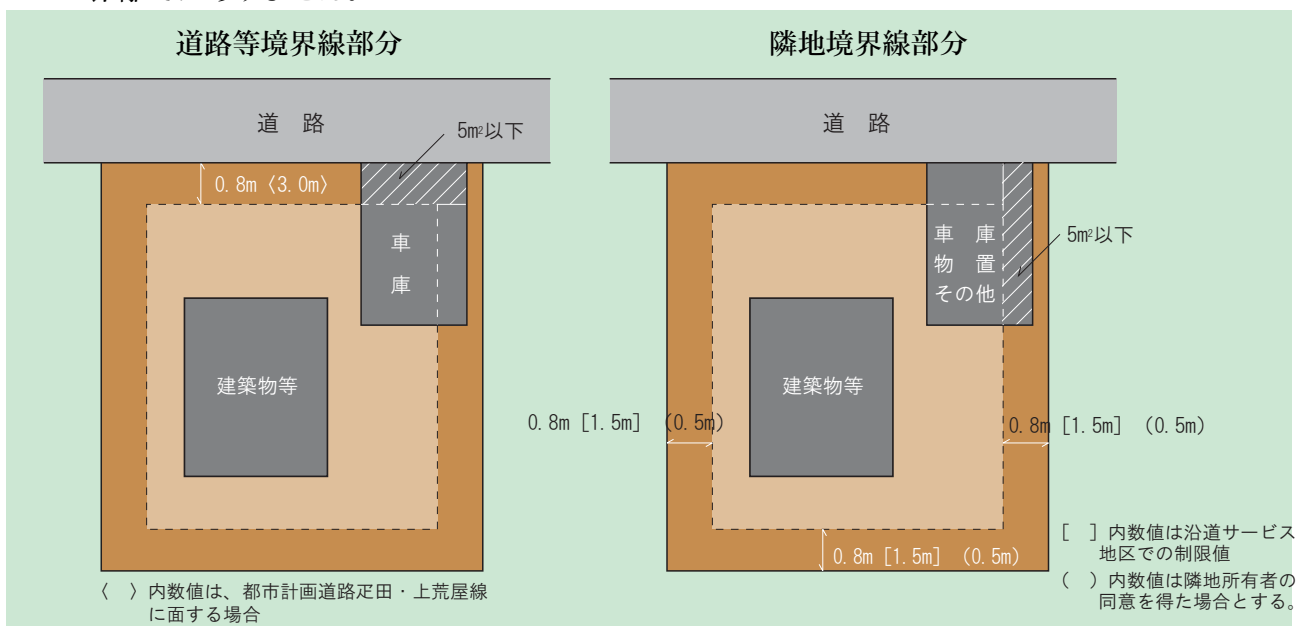 道路等境界線部分
道 路
5m²以下
0.8m〈3.0m〉
車
庫
建築物等
〈 〉内数値は、都市計画道路疋田・上荒屋線
に面する場合
隣地境界線部分
道 路
車 庫
物 置
その他
5m²以下
建築物等
0.8m [1.5m] (0.5m)
0.8m [1.5m] (0.5m)
0.8m [1.5m] (0.5m)
[ ]内数値は沿道サービス
地区での制限値
( )内数値は隣地所有者の
同意を得た場合とする。